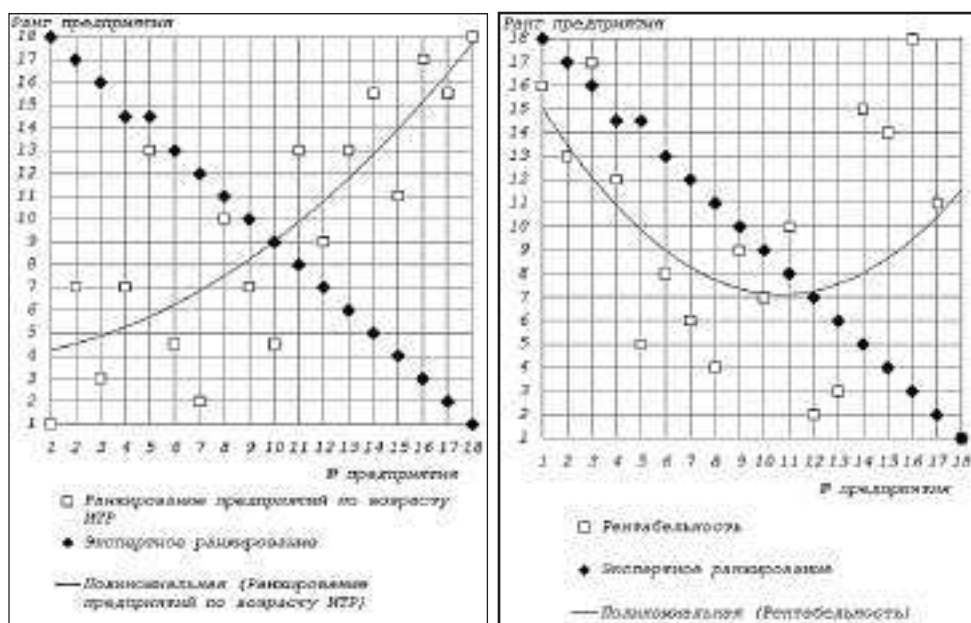 Ранг предприятия
18
17
16
15
14
13
12
11
10
9
8
7
6
5
4
3
2
1
1 2 3 4 5 6 7 8 9 10 11 12 13 14 15 16 17 18
№ предприятия
Ранжирование предприятий по возрасту
ИТР
Экспертное ранжирование
Полиномиальная (Ранжирование
предприятий по возрасту ИТР)
Ранг предприятия
18
17
16
15
14
13
12
11
10
9
8
7
6
5
4
3
2
1
1 2 3 4 5 6 7 8 9 10 11 12 13 14 15 16 17 18
№ предприятия
Рентабельность
Экспертное ранжирование
Полиномиальная (Рентабельность)